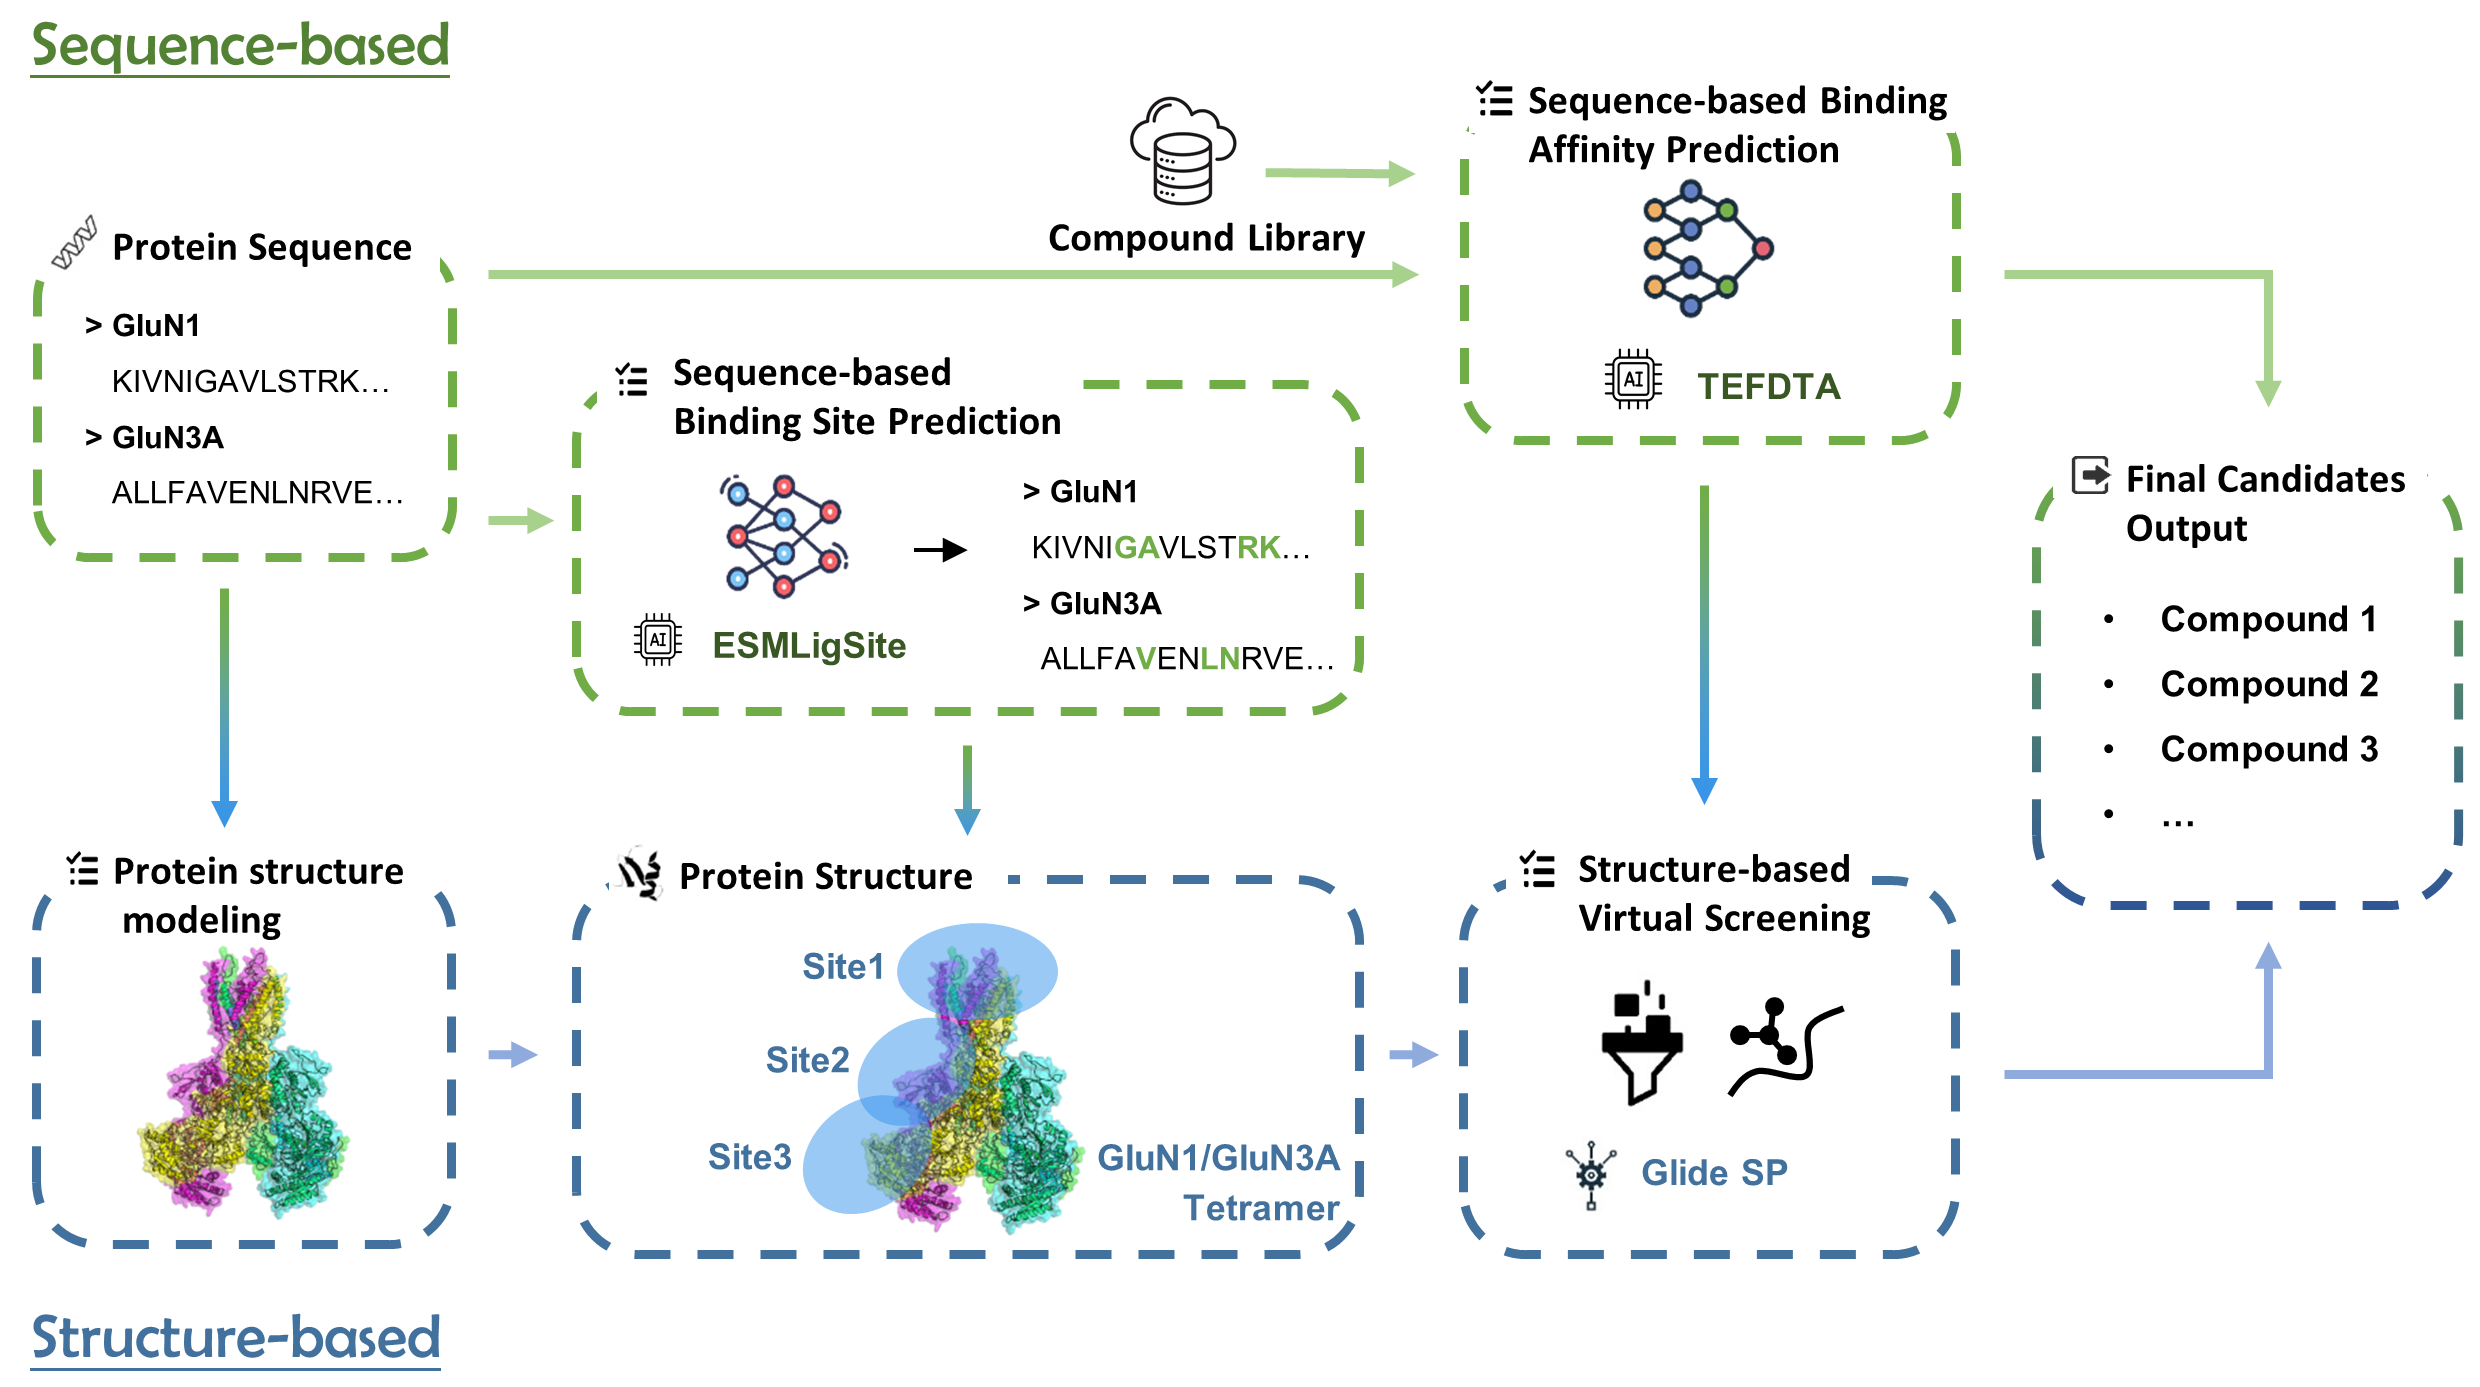 Sequence-based
Protein Sequence
> GluN1
KIVNIGAVLSTRK...
> GluN3A
ALLFAVENLNRVE...
Compound Library
Sequence-based Binding
Affinity Prediction
AI
TEFDTA
Sequence-based
Binding Site Prediction
AI
ESMLigSite
> GluN1
KIVNIGAVLSTRK...
> GluN3A
ALLFAVENLNRVE...
Final Candidates
Output
• Compound 1
• Compound 2
• Compound 3
• ...
Protein structure
modeling
Protein Structure
Site1
Site2
Site3
GluN1/GluN3A
Tetramer
Structure-based
Virtual Screening
Glide SP
Structure-based